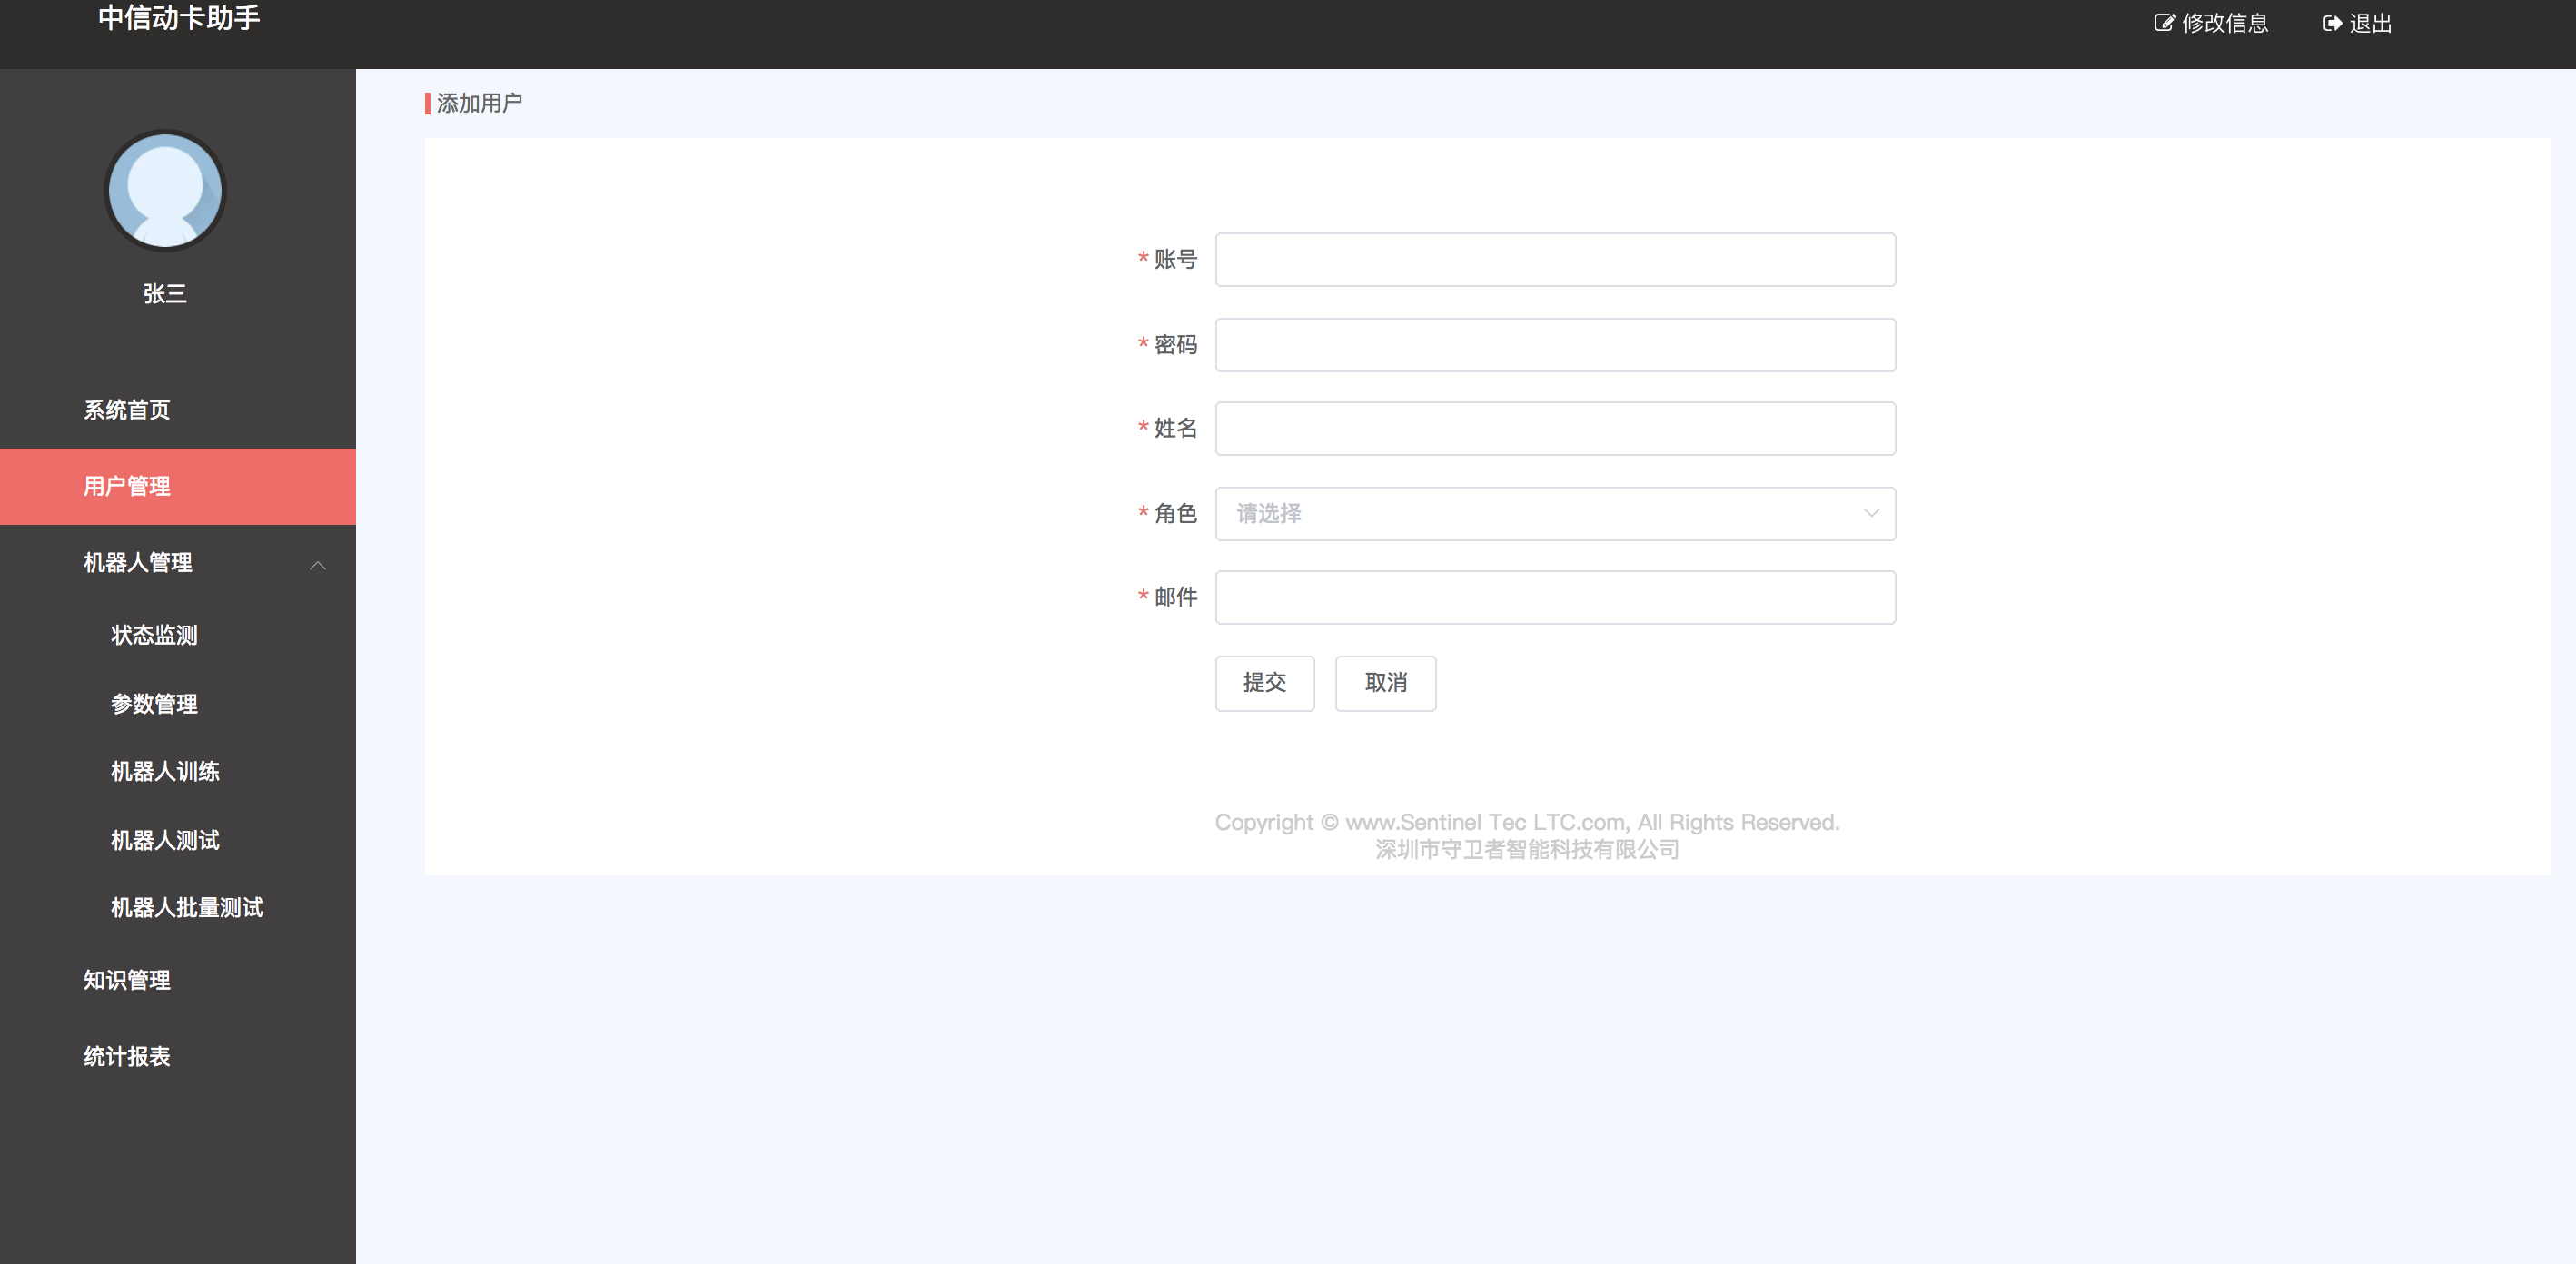 中信动卡助手
修改信息
退出
张三
系统首页
用户管理
机器人管理
状态监测
参数管理
机器人训练
机器人测试
机器人批量测试
知识管理
统计报表
添加用户
* 账号
* 密码
* 姓名
* 角色 请选择
* 邮件
提交 取消
Copyright © www.Sentinel Tec LTC.com, All Rights Reserved.
深圳市守卫者智能科技有限公司